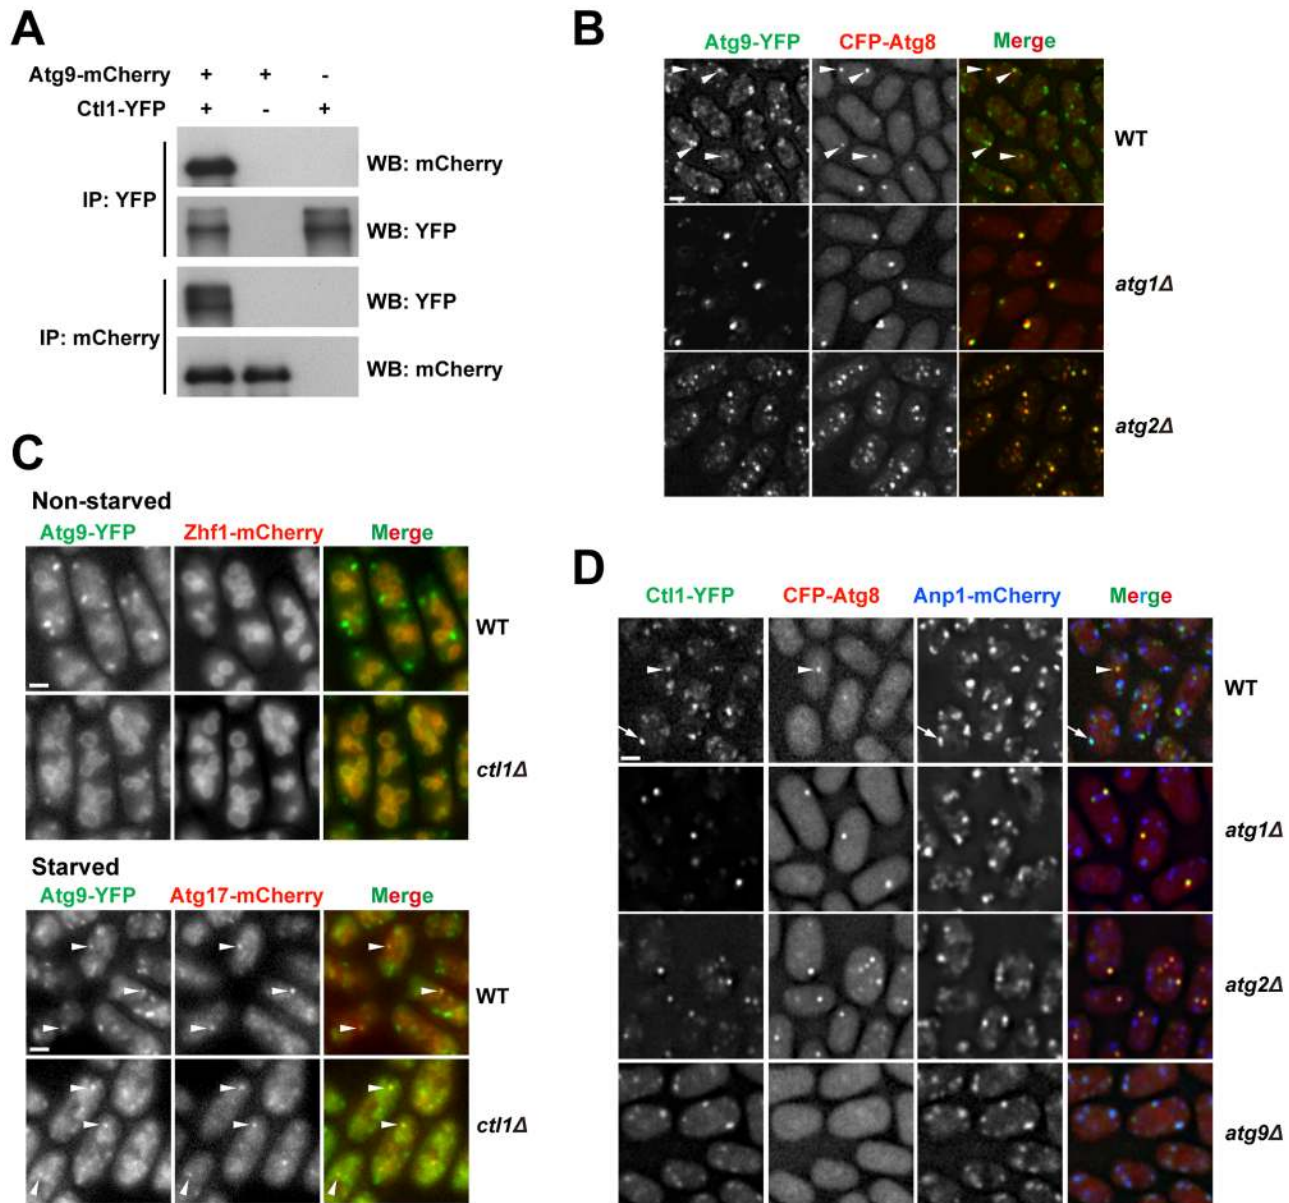 A
Atg9-mCherry + + -
Ctl1-YFP + - +
IP: YFP
WB: mCherry
WB: YFP
IP: mCherry
WB: YFP
WB: mCherry
B
Atg9-YFP CFP-Atg8 Merge
WT
atg1Δ
atg2Δ
C
Non-starved
Atg9-YFP Zhf1-mCherry Merge
WT
ctl1Δ
Starved
Atg9-YFP Atg17-mCherry Merge
WT
ctl1Δ
D
Ctl1-YFP CFP-Atg8 Anp1-mCherry Merge
WT
atg1Δ
atg2Δ
atg9Δ